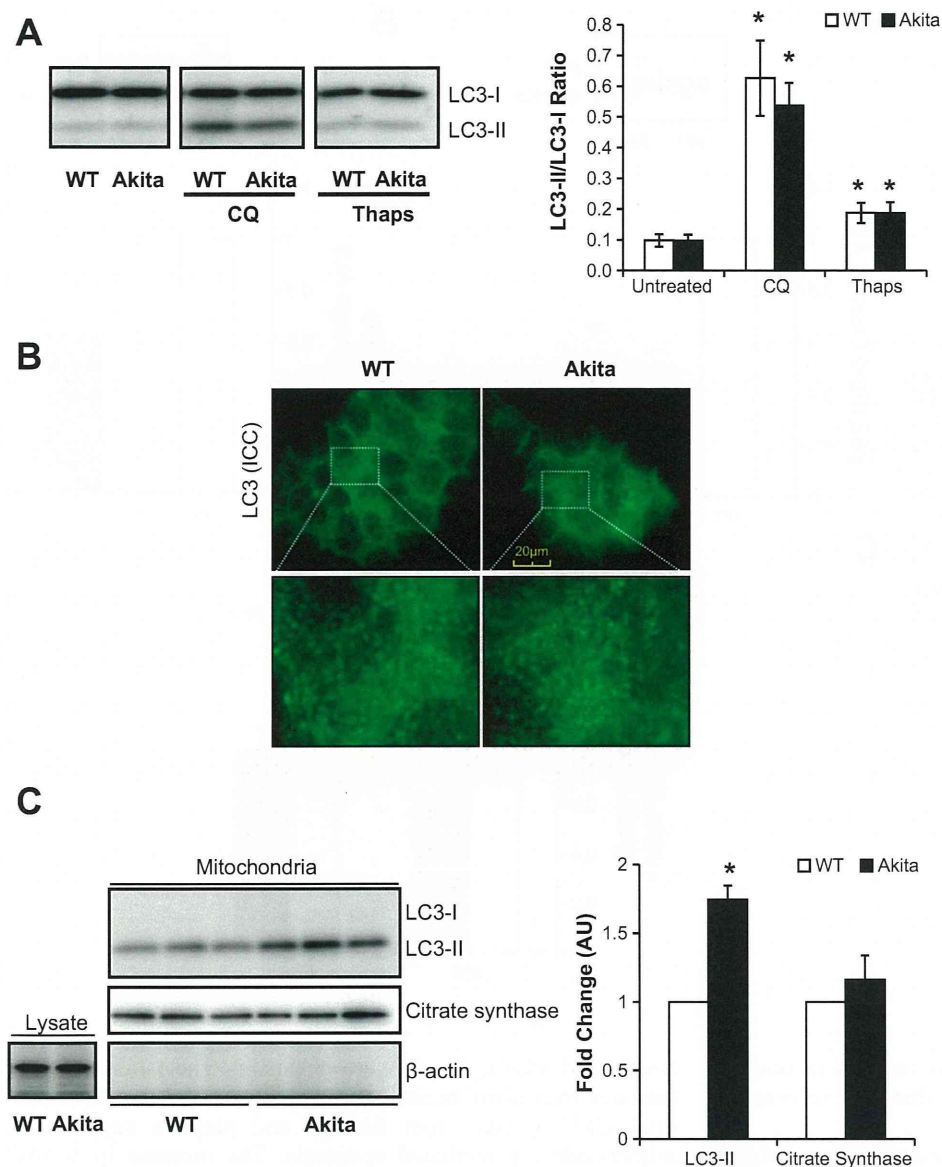 A
LC3-I
LC3-II
WT Akita
WT Akita
WT Akita
CQ
Thaps
WT Akita
LC3-II/LC3-I Ratio
0.8
0.7
0.6
0.5
0.4
0.3
0.2
0.1
0.0
* *
* *
Untreated
CQ
Thaps
B
WT
Akita
LC3 (ICC)
20µm
C
Mitochondria
LC3-I
LC3-II
Citrate synthase
β-actin
Lysate
WT Akita
WT
Akita
WT Akita
Fold Change (AU)
2
1.5
1
0.5
0
*
LC3-II
Citrate Synthase